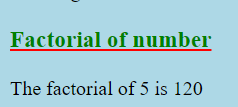 Factorial of number
The factorial of 5 is 120